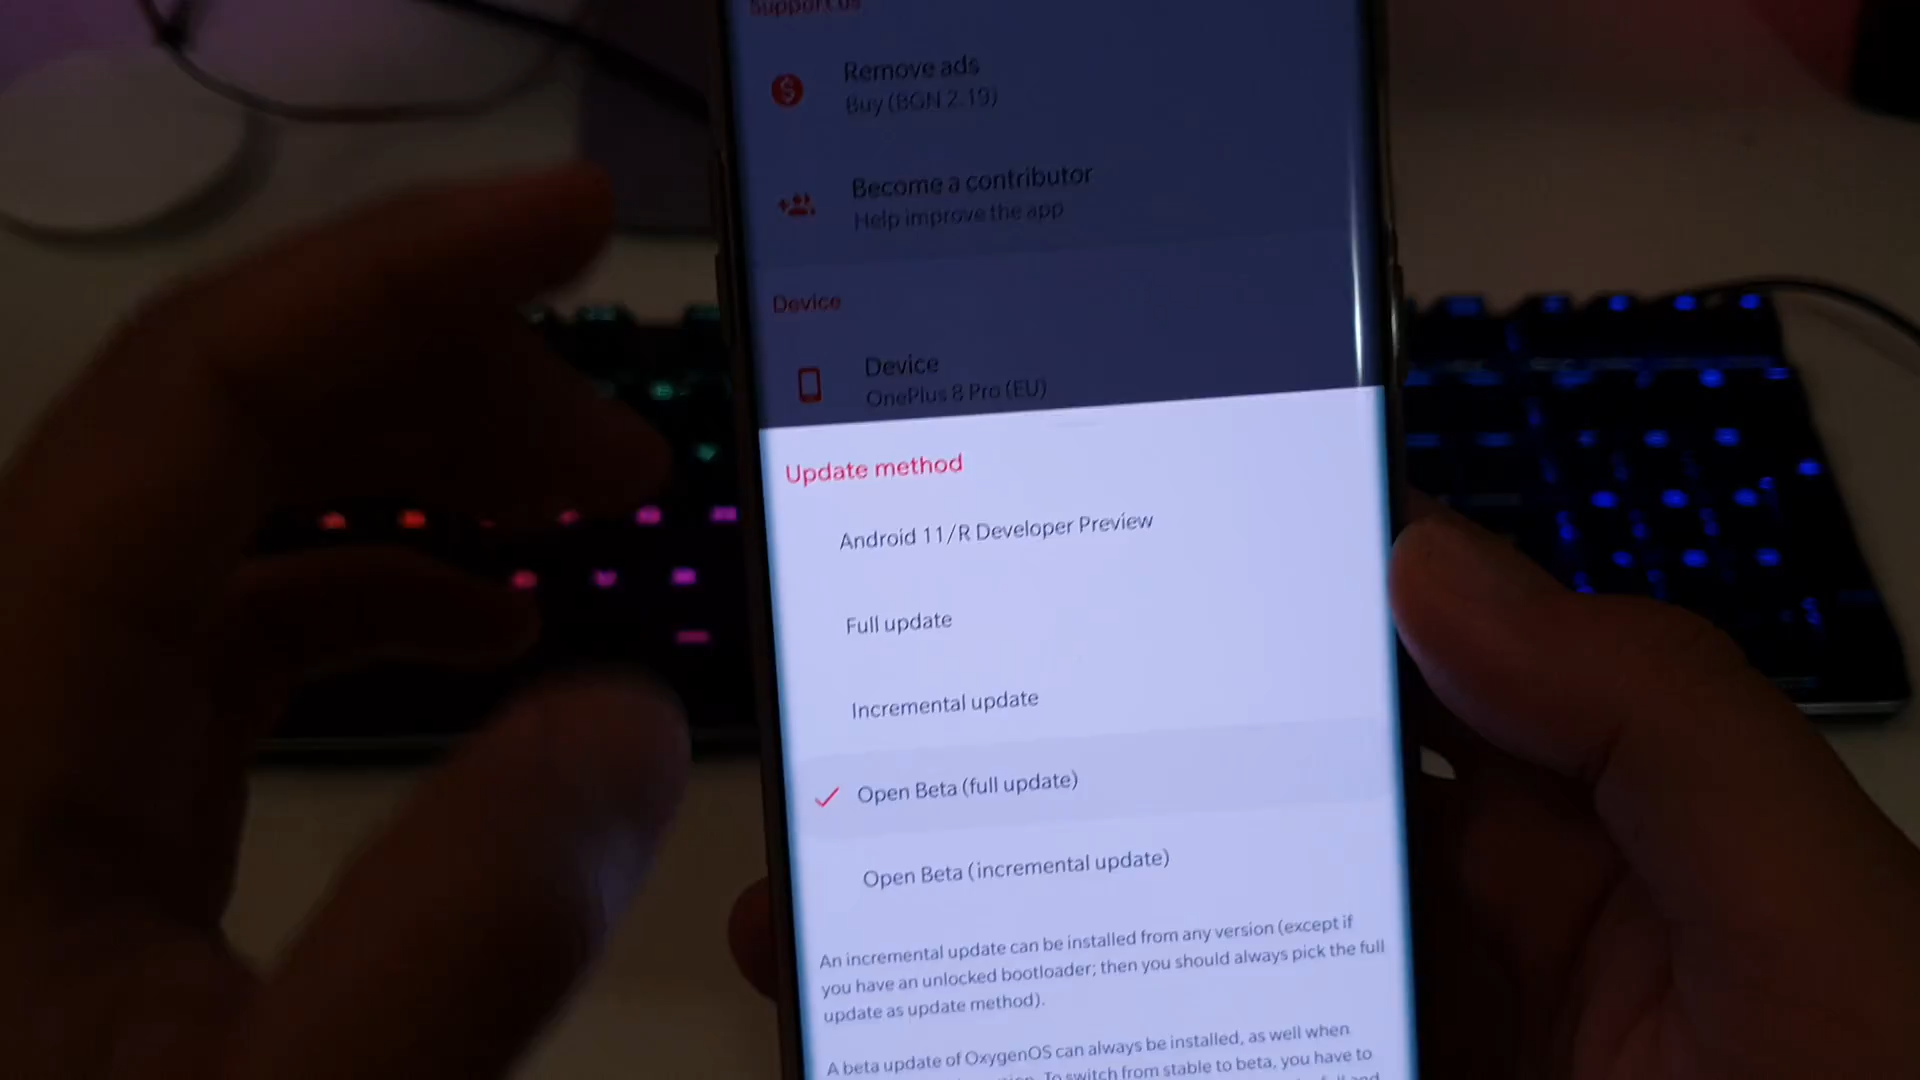 Support us
Remove ads
Buy (BGN 2.19)
Become a contributor
Help improve the app
Device
Device
OnePlus 8 Pro (EU)
Update method
Android 11/R Developer Preview
Full update
Incremental update
Open Beta (full update)
Open Beta (incremental update)
An incremental update can be installed from any version (except if
you have an unlocked bootloader; then you should always pick the full
update as update method).
A beta update of OxygenOS can always be installed, as well when
To switch from stable to beta, you have to